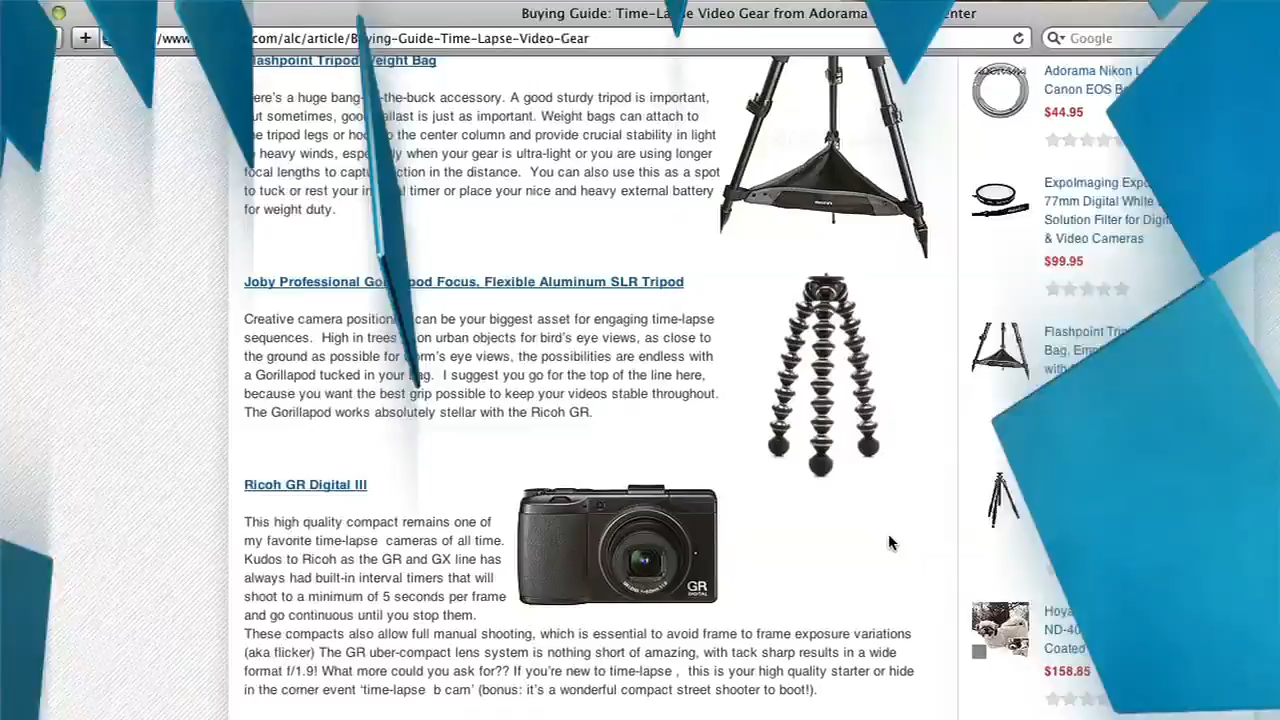 Buying Guide: Time-Lapse Video Gear from Adorama enter
/www. com/alc/article/Buying-Guide-Time-Lapse-Video-Gear
Google
Flashpoint Tripod Weight Bag
ere's a huge bang- -the-buck accessory. A good sturdy tripod is important,
ut sometimes, good allast is just as important. Weight bags can attach to
e tripod legs or hoo o the center column and provide crucial stability in light
heavy winds, espe ly when your gear is ultra-light or you are using longer
focal lengths to captu ction in the distance. You can also use this as a spot
to tuck or rest your in l timer or place your nice and heavy external battery
for weight duty.
Joby Professional Go pod Focus, Flexible Aluminum SLR Tripod
Creative camera position can be your biggest asset for engaging time-lapse
sequences. High in trees on urban objects for bird's eye views, as close to
the ground as possible for orm's eye views, the possibilities are endless with
a Gorillapod tucked in your bag. I suggest you go for the top of the line here,
because you want the best grip possible to keep your videos stable throughout.
The Gorillapod works absolutely stellar with the Ricoh GR.
Ricoh GR Digital III
This high quality compact remains one of
my favorite time-lapse cameras of all time.
Kudos to Ricoh as the GR and GX line has
always had built-in interval timers that will
shoot to a minimum of 5 seconds per frame
and go continuous until you stop them.
These compacts also allow full manual shooting, which is essential to avoid frame to frame exposure variations
(aka flicker) The GR uber-compact lens system is nothing short of amazing, with tack sharp results in a wide
format f/1.9! What more could you ask for?? If you're new to time-lapse , this is your high quality starter or hide
in the corner event 'time-lapse b cam' (bonus: it's a wonderful compact street shooter to boot!).
GR
DIGITAL
ADORAMA
Adorama Nikon L
Canon EOS B
$44.95
ExpoImaging Exp
77mm Digital White
Solution Filter for Digit
& Video Cameras
$99.95
Flashpoint Trip
Bag, Em
with
Hoya
ND-40
Coated
$158.85